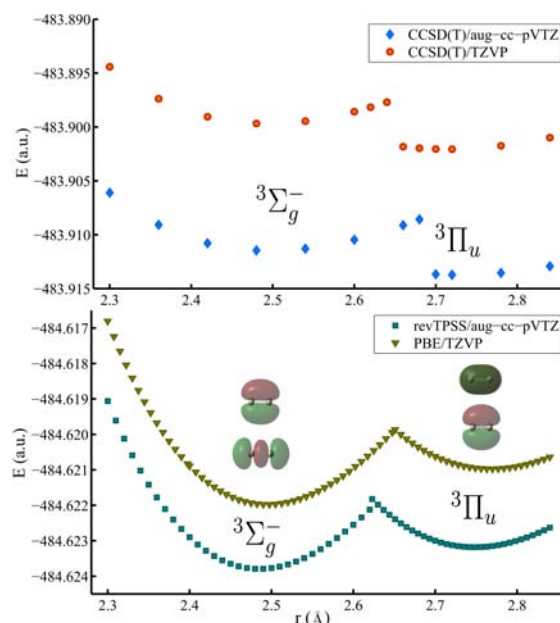 −483.890
−483.895
−483.900
−483.905
−483.910
−483.915
E (a.u.)
CCSD(T)/aug−cc−pVTZ
CCSD(T)/TZVP
³Σg⁻
³Πu
2.3 2.4 2.5 2.6 2.7 2.8
−484.617
−484.618
−484.619
−484.620
−484.621
−484.622
−484.623
−484.624
E (a.u.)
revTPSS/aug−cc−pVTZ
PBE/TZVP
³Σg⁻
³Πu
2.3 2.4 2.5 2.6 2.7 2.8
r (Å)